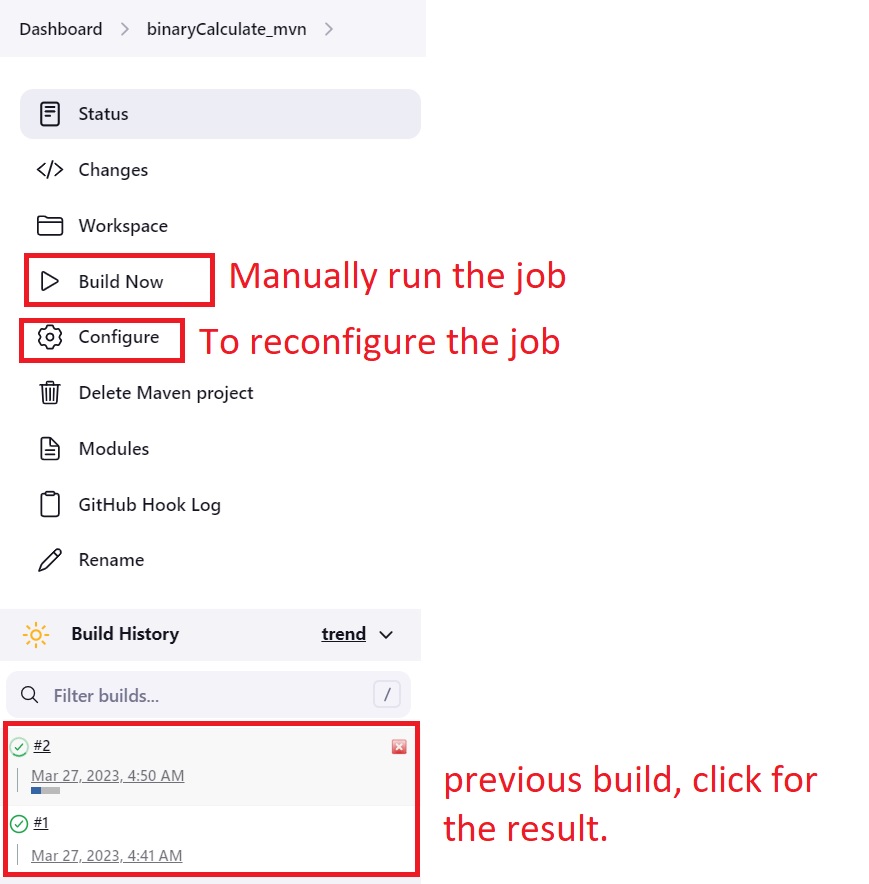 Dashboard > binaryCalculate_mvn >
Status
Changes
Workspace
Build Now
Manually run the job
Configure
To reconfigure the job
Delete Maven project
Modules
GitHub Hook Log
Rename
Build History trend
Filter builds... /
#2
Mar 27, 2023, 4:50 AM
#1
Mar 27, 2023, 4:41 AM
previous build, click for
the result.